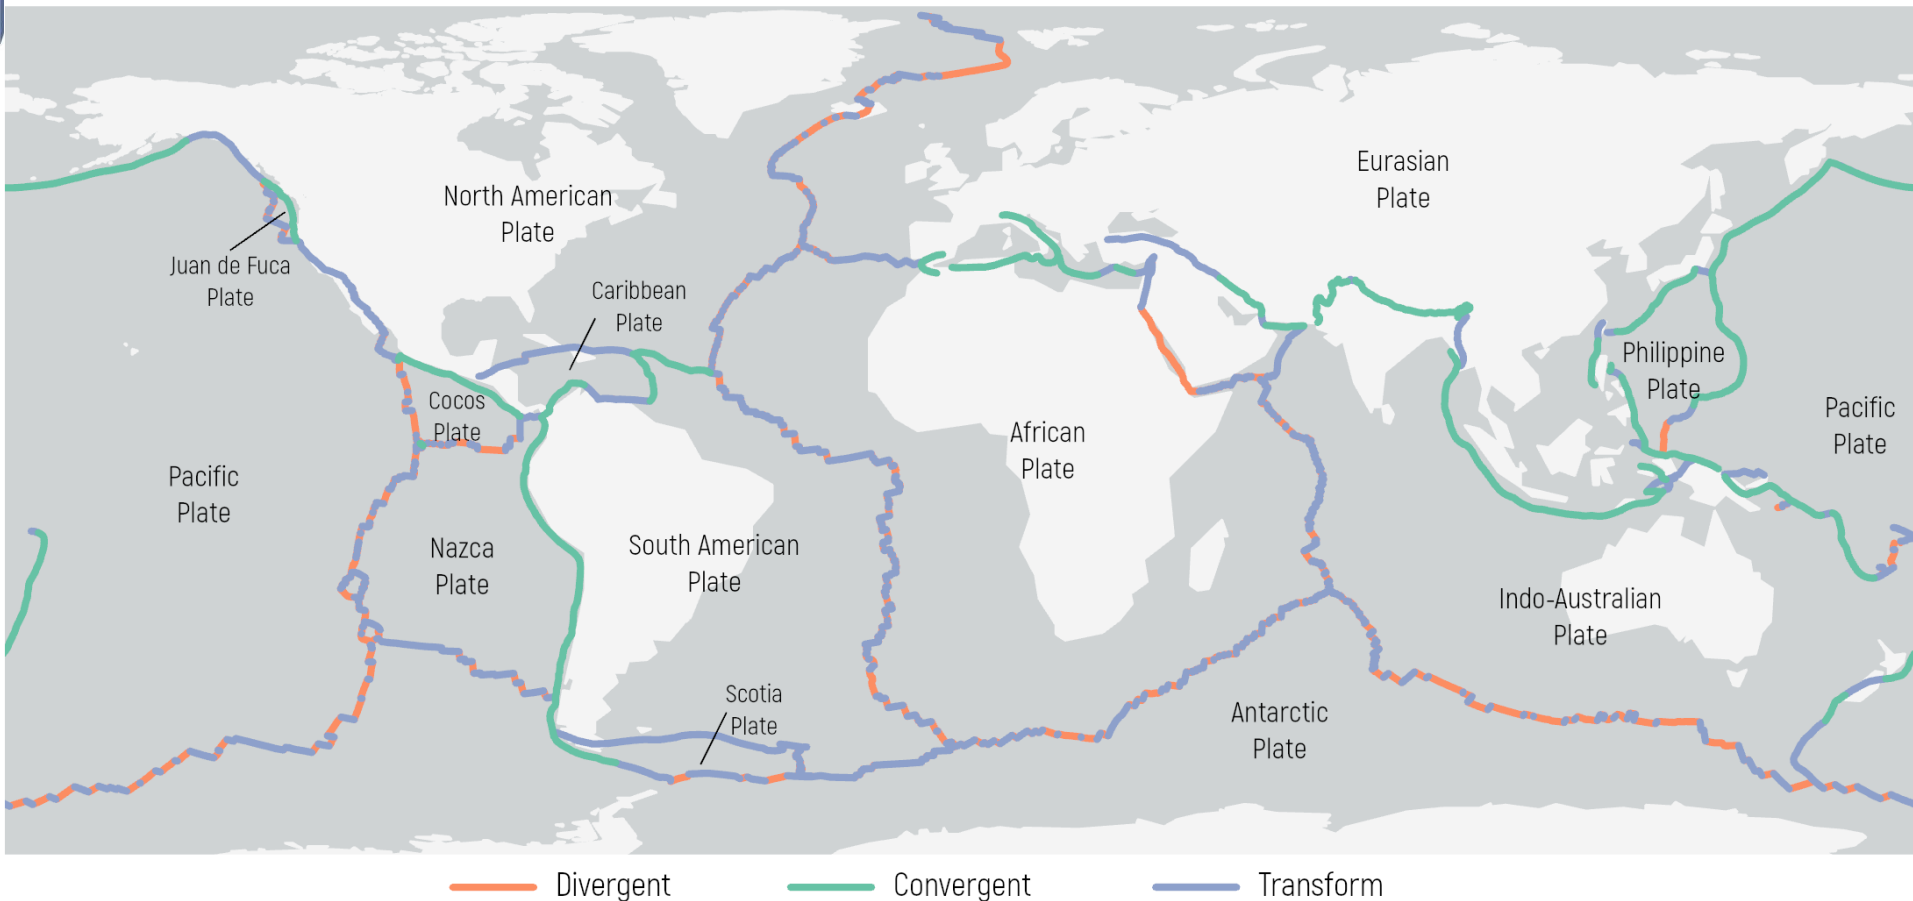 Eurasian
Plate
North American
Plate
Juan de Fuca
Plate
Caribbean
Plate
Philippine
Plate
Cocos
Plate
Pacific
Plate
African
Plate
Pacific
Plate
Nazca
Plate
South American
Plate
Indo-Australian
Plate
Scotia
Plate
Antarctic
Plate
Divergent
Convergent
Transform